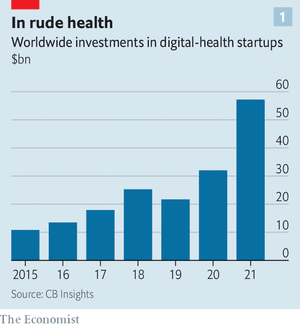 In rude health
1
Worldwide investments in digital-health startups
$bn
60
50
40
30
20
10
0
2015 16 17 18 19 20 21
Source: CB Insights
The Economist